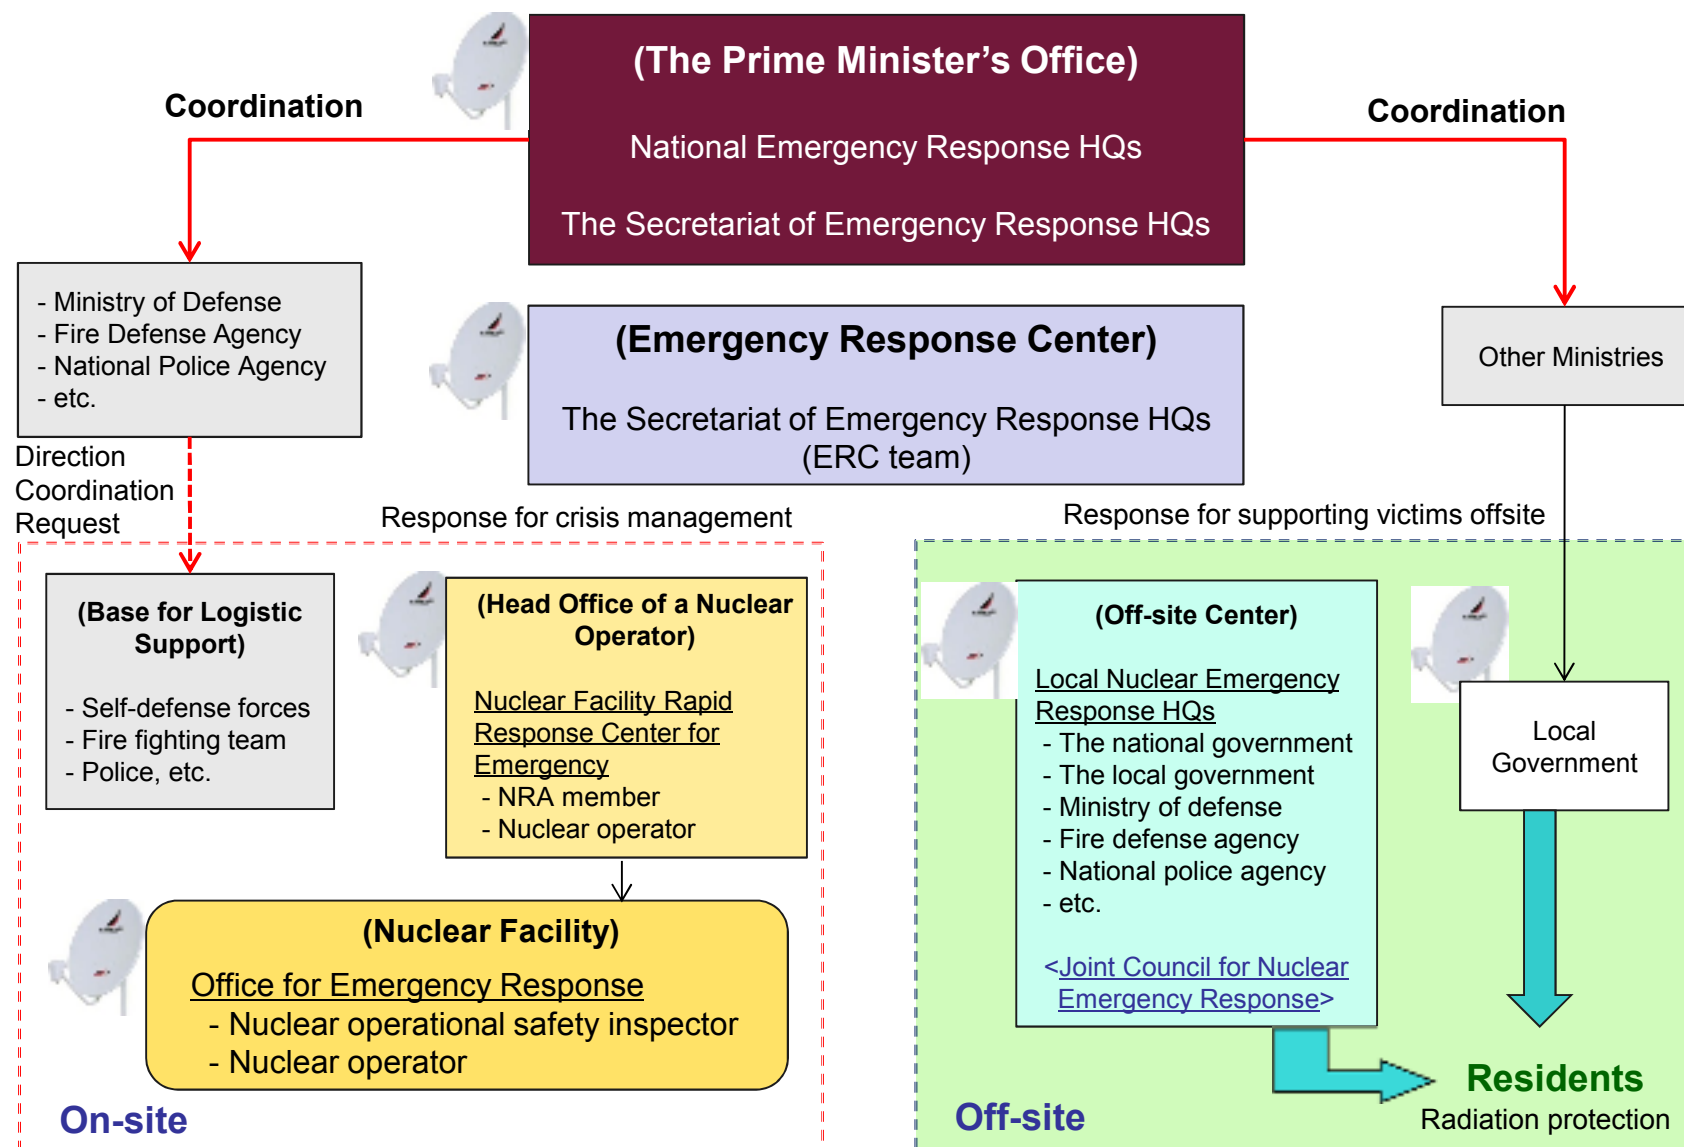 (The Prime Minister’s Office)
National Emergency Response HQs
The Secretariat of Emergency Response HQs
Coordination
Coordination
- Ministry of Defense
- Fire Defense Agency
- National Police Agency
- etc.
(Emergency Response Center)
The Secretariat of Emergency Response HQs
(ERC team)
Other Ministries
Direction
Coordination
Request
Response for crisis management
Response for supporting victims offsite
(Base for Logistic
Support)
- Self-defense forces
- Fire fighting team
- Police, etc.
(Head Office of a Nuclear
Operator)
Nuclear Facility Rapid
Response Center for
Emergency
- NRA member
- Nuclear operator
(Nuclear Facility)
Office for Emergency Response
- Nuclear operational safety inspector
- Nuclear operator
On-site
(Off-site Center)
Local Nuclear Emergency
Response HQs
- The national government
- The local government
- Ministry of defense
- Fire defense agency
- National police agency
- etc.
<Joint Council for Nuclear
Emergency Response>
Local
Government
Residents
Radiation protection
Off-site